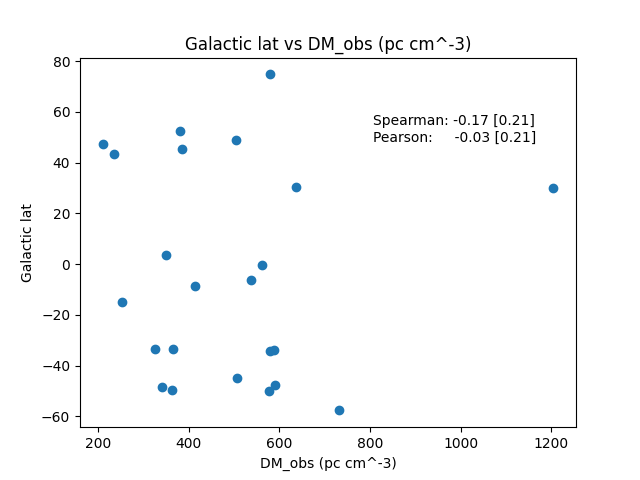 Galactic lat vs DM_obs (pc cm^-3)
80
60
40
20
0
−20
−40
−60
Galactic lat
Spearman: -0.17 [0.21]
Pearson: -0.03 [0.21]
200 400 600 800 1000 1200
DM_obs (pc cm^-3)